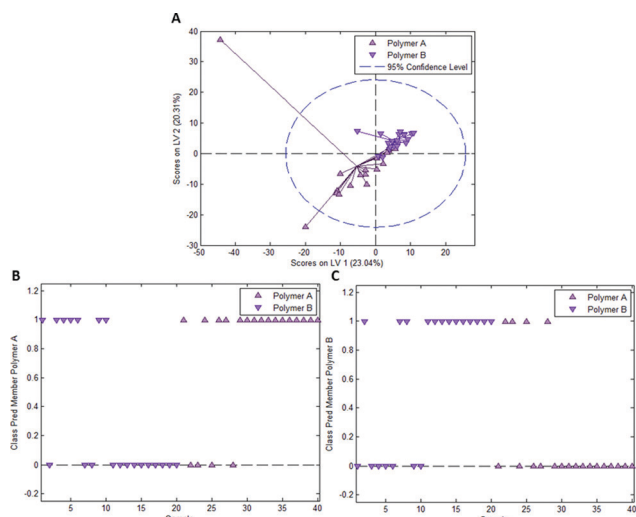 A
Polymer A
Polymer B
95% Confidence Level
Scores on LV 2 (20.31%)
40
30
20
10
0
-10
-20
-30
-50 -40 -30 -20 -10 0 10 20
Scores on LV 1 (23.04%)
B
Polymer A
Polymer B
Class Pred Member Polymer A
1.2
1
0.8
0.6
0.4
0.2
0
-0.2
5 10 15 20 25 30 35 40
C
Polymer A
Polymer B
Class Pred Member Polymer B
1.2
1
0.8
0.6
0.4
0.2
0
-0.2
5 10 15 20 25 30 35 40